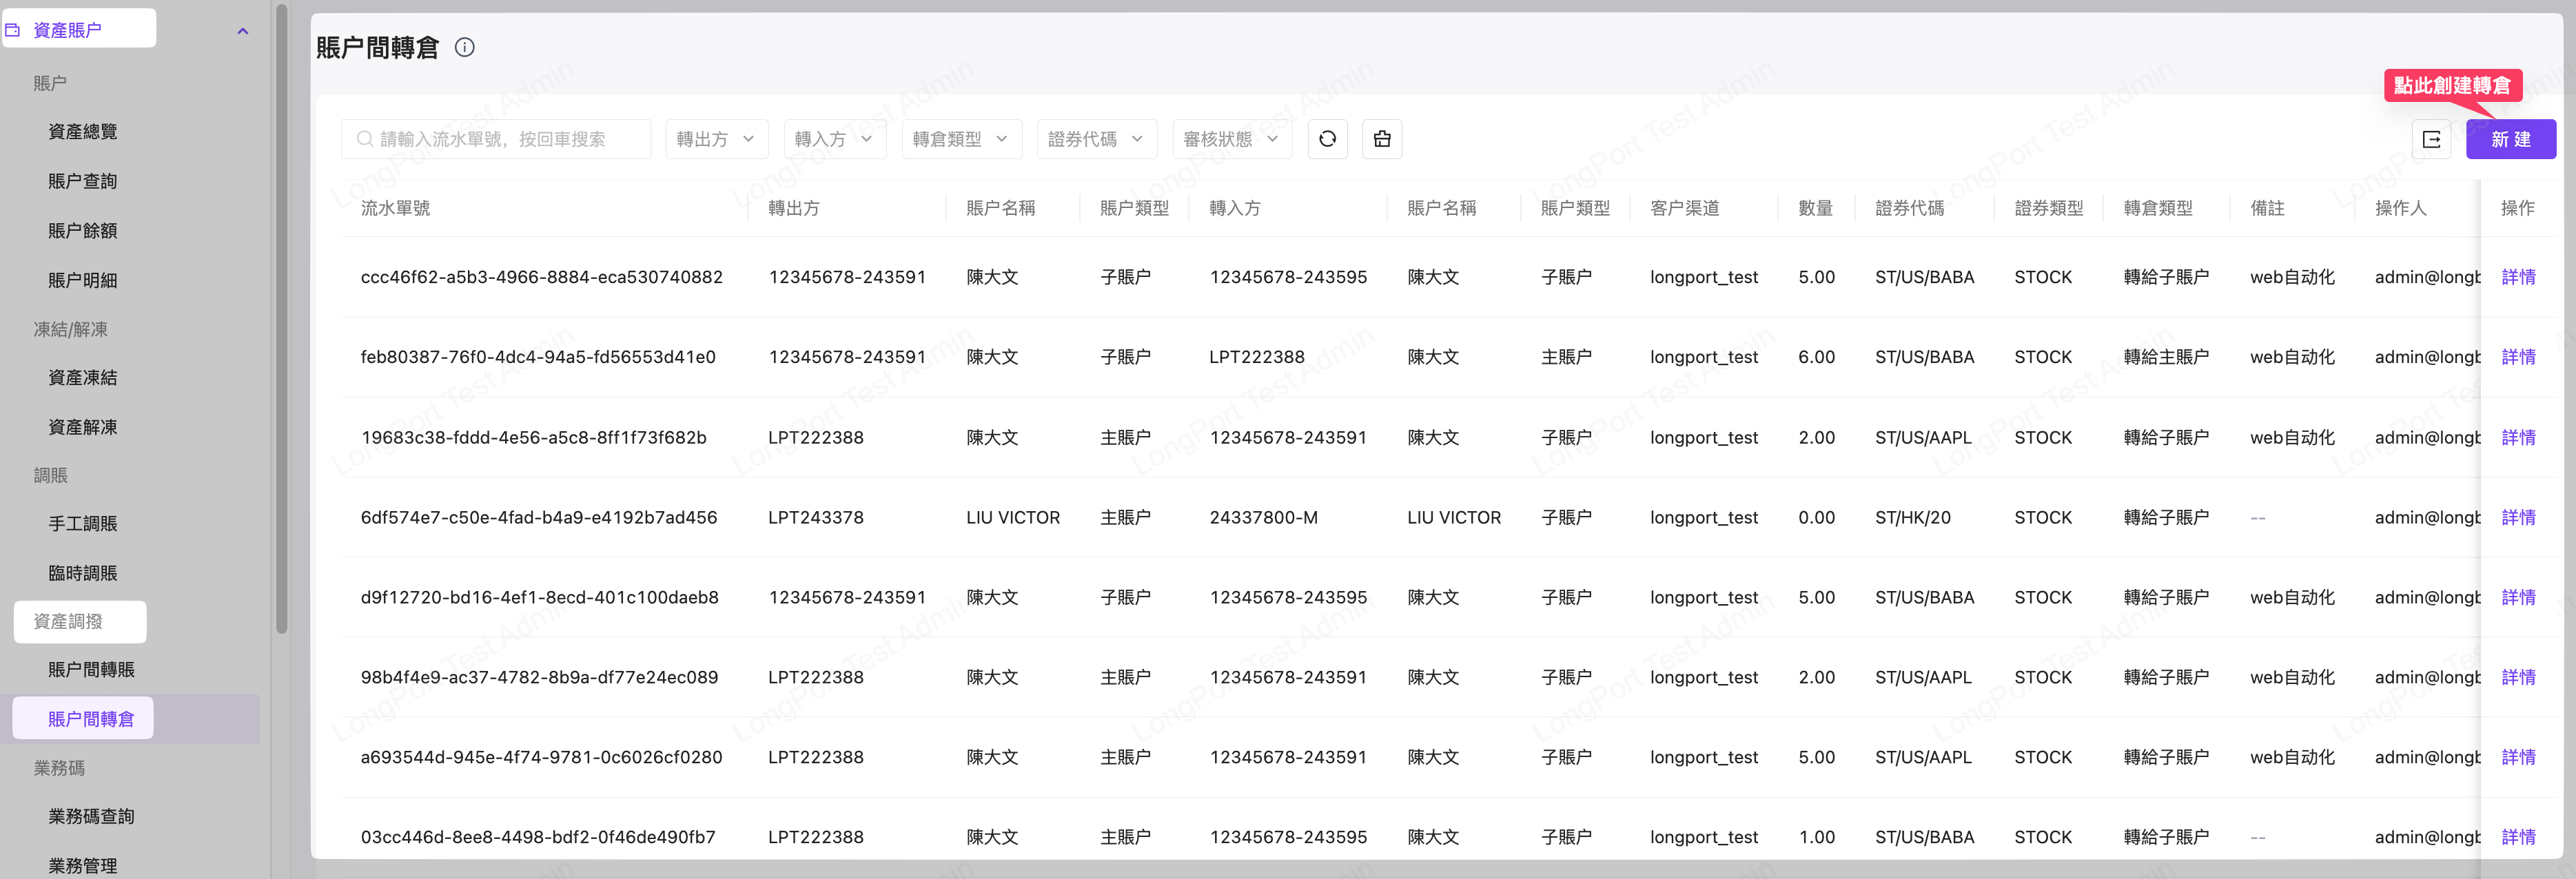 資產賬户
賬户
資產總覽
賬户查詢
賬户餘額
賬户明細
凍結/解凍
資產凍結
資產解凍
調賬
手工調賬
臨時調賬
資產調撥
賬户間轉賬
賬户間轉倉
業務碼
業務碼查詢
業務管理
賬户間轉倉
點此創建轉倉
請輸入流水單號，按回車搜索 轉出方 轉入方 轉倉類型 證券代碼 審核狀態 新 建
流水單號 轉出方 賬户名稱 賬户類型 轉入方 賬户名稱 賬户類型 客户渠道 數量 證券代碼 證券類型 轉倉類型 備註 操作人 操作
ccc46f62-a5b3-4966-8884-eca530740882 12345678-243591 陳大文 子賬户 12345678-243595 陳大文 子賬户 longport_test 5.00 ST/US/BABA STOCK 轉給子賬户 web自动化 admin@longb 詳情
feb80387-76f0-4dc4-94a5-fd56553d41e0 12345678-243591 陳大文 子賬户 LPT222388 陳大文 主賬户 longport_test 6.00 ST/US/BABA STOCK 轉給主賬户 web自动化 admin@longb 詳情
19683c38-fddd-4e56-a5c8-8ff1f73f682b LPT222388 陳大文 主賬户 12345678-243591 陳大文 子賬户 longport_test 2.00 ST/US/AAPL STOCK 轉給子賬户 web自动化 admin@longb 詳情
6df574e7-c50e-4fad-b4a9-e4192b7ad456 LPT243378 LIU VICTOR 主賬户 24337800-M LIU VICTOR 子賬户 longport_test 0.00 ST/HK/20 STOCK 轉給子賬户 -- admin@longb 詳情
d9f12720-bd16-4ef1-8ecd-401c100daeb8 12345678-243591 陳大文 子賬户 12345678-243595 陳大文 子賬户 longport_test 5.00 ST/US/BABA STOCK 轉給子賬户 web自动化 admin@longb 詳情
98b4f4e9-ac37-4782-8b9a-df77e24ec089 LPT222388 陳大文 主賬户 12345678-243591 陳大文 子賬户 longport_test 2.00 ST/US/AAPL STOCK 轉給子賬户 web自动化 admin@longb 詳情
a693544d-945e-4f74-9781-0c6026cf0280 LPT222388 陳大文 主賬户 12345678-243591 陳大文 子賬户 longport_test 5.00 ST/US/AAPL STOCK 轉給子賬户 web自动化 admin@longb 詳情
03cc446d-8ee8-4498-bdf2-0f46de490fb7 LPT222388 陳大文 主賬户 12345678-243595 陳大文 子賬户 longport_test 1.00 ST/US/BABA STOCK 轉給子賬户 -- admin@longb 詳情
LongPort Test Admin